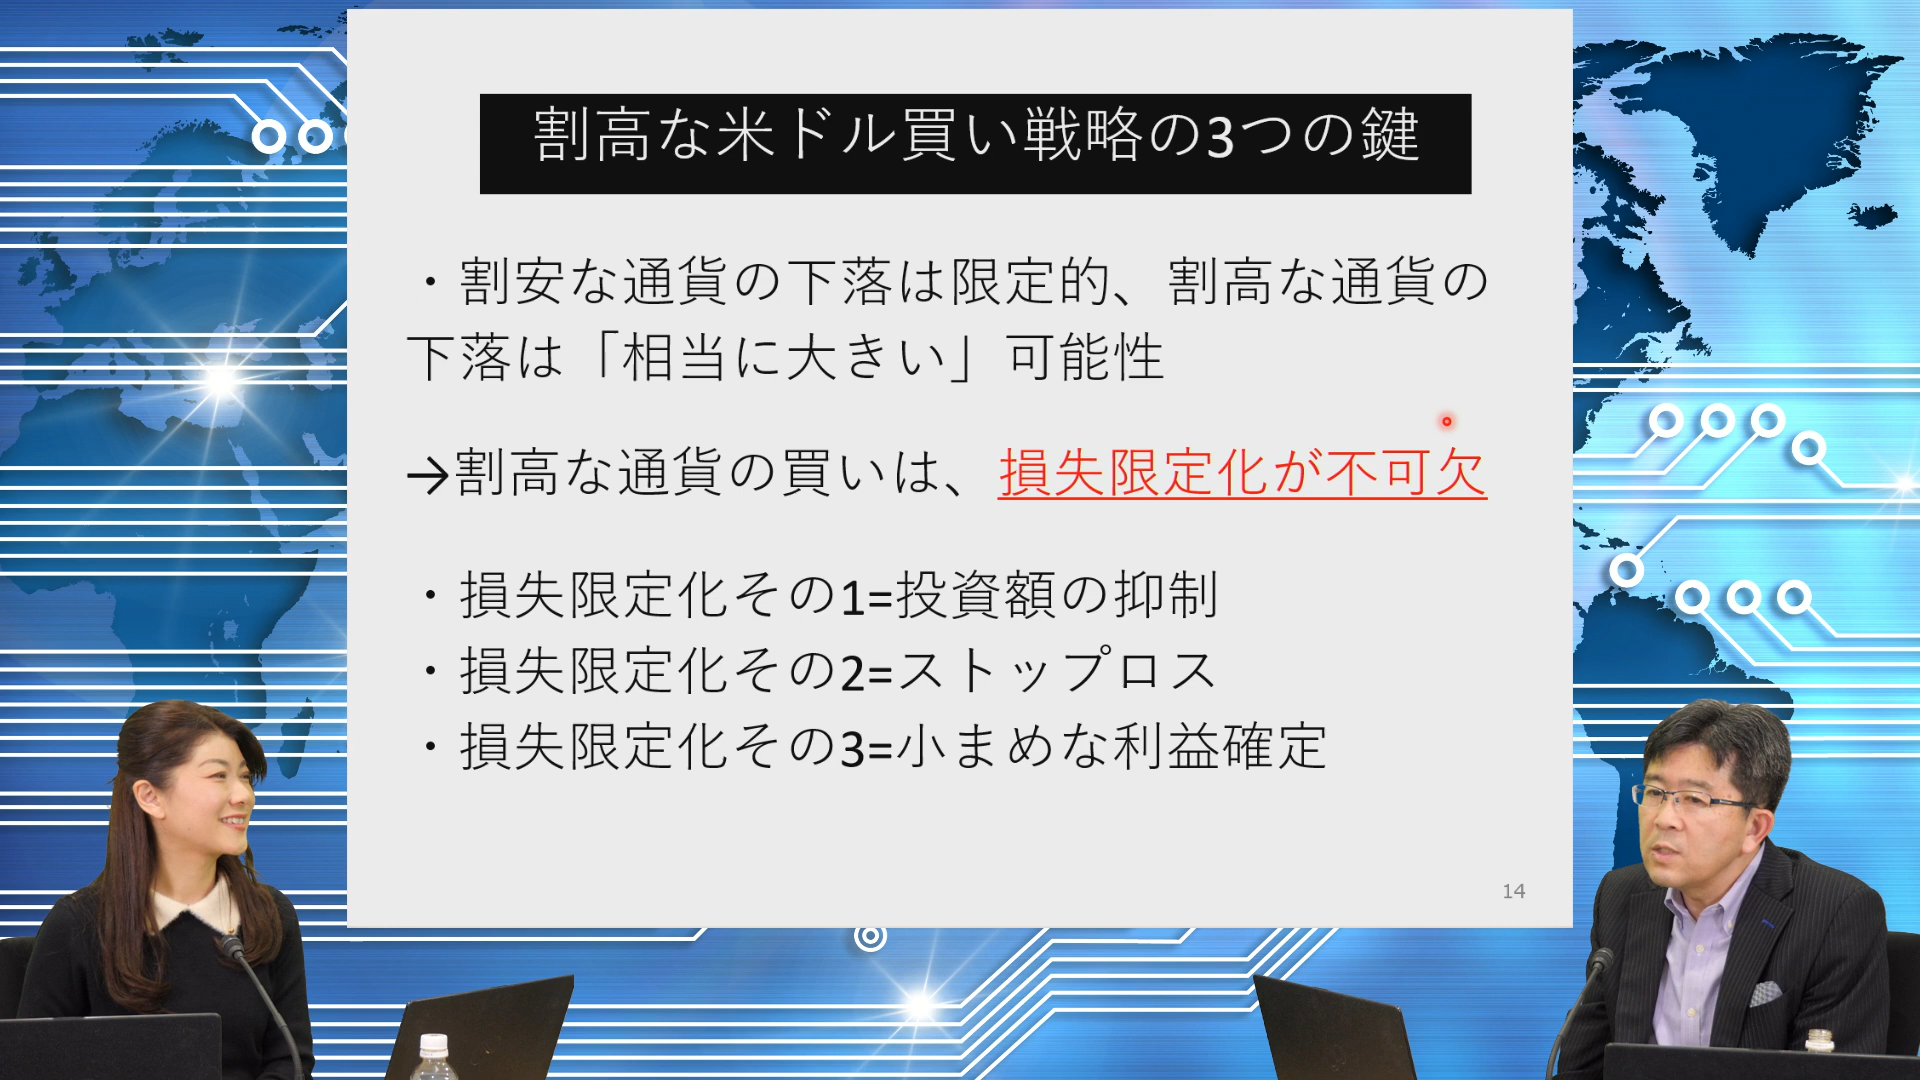 割高な米ドル買い戦略の3つの鍵
・割安な通貨の下落は限定的、割高な通貨の
下落は「相当に大きい」可能性
→割高な通貨の買いは、損失限定化が不可欠
・損失限定化その1=投資額の抑制
・損失限定化その2=ストップロス
・損失限定化その3=小まめな利益確定
14